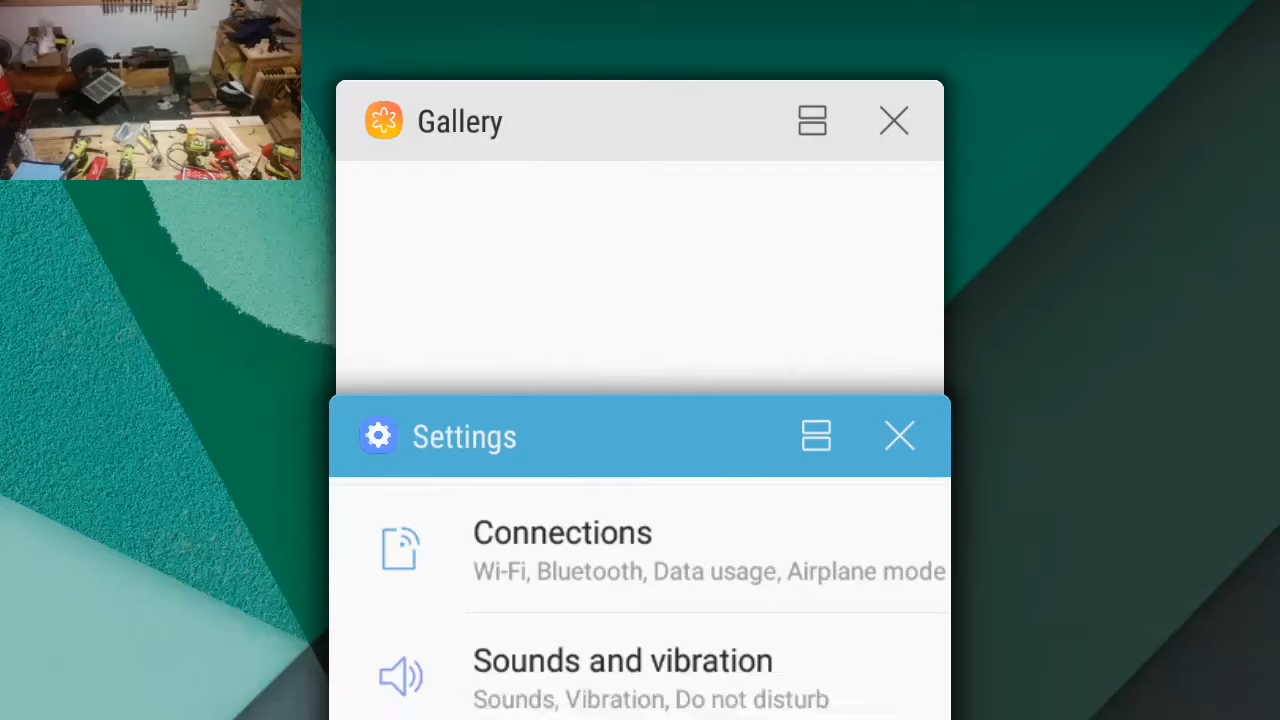 Gallery
Settings
Connections
Wi-Fi, Bluetooth, Data usage, Airplane mode
Sounds and vibration
Sounds, Vibration, Do not disturb